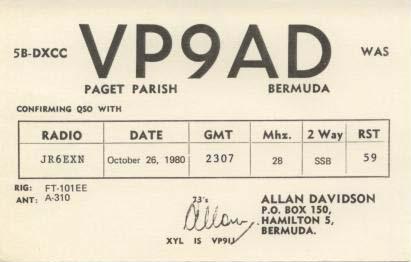 5B-DXCC VP9AD WAS
PAGET PARISH BERMUDA
CONFIRMING QSO WITH
RADIO DATE GMT Mhz. 2 Way RST
JR6EXN October 26, 1980 2307 28 SSB 59
RIG: FT-101EE
ANT: A-310
73's
Allan
XYL IS VP9IJ
ALLAN DAVIDSON
P.O. BOX 150,
HAMILTON 5,
BERMUDA.